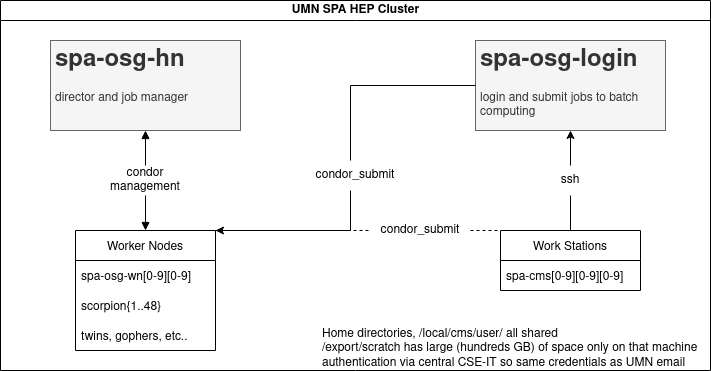 UMN SPA HEP Cluster
spa-osg-hn
director and job manager
spa-osg-login
login and submit jobs to batch
computing
condor
management
condor_submit
ssh
condor_submit
Worker Nodes
spa-osg-wn[0-9][0-9]
scorpion{1..48}
twins, gophers, etc..
Work Stations
spa-cms[0-9][0-9][0-9]
Home directories, /local/cms/user/ all shared
/export/scratch has large (hundreds GB) of space only on that machine
authentication via central CSE-IT so same credentials as UMN email